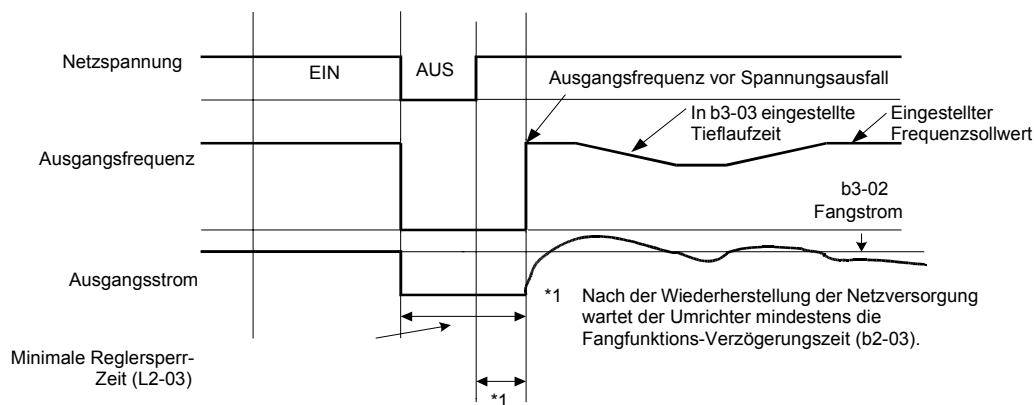 Netzspannung
EIN
AUS
Ausgangsfrequenz vor Spannungsausfall
In b3-03 eingestellte
Tieflaufzeit
Eingestellter
Frequenzsollwert
Ausgangsfrequenz
b3-02
Fangstrom
Ausgangsstrom
*1 Nach der Wiederherstellung der Netzversorgung
wartet der Umrichter mindestens die
Fangfunktions-Verzögerungszeit (b2-03).
Minimale Reglersperr-
Zeit (L2-03)
*1